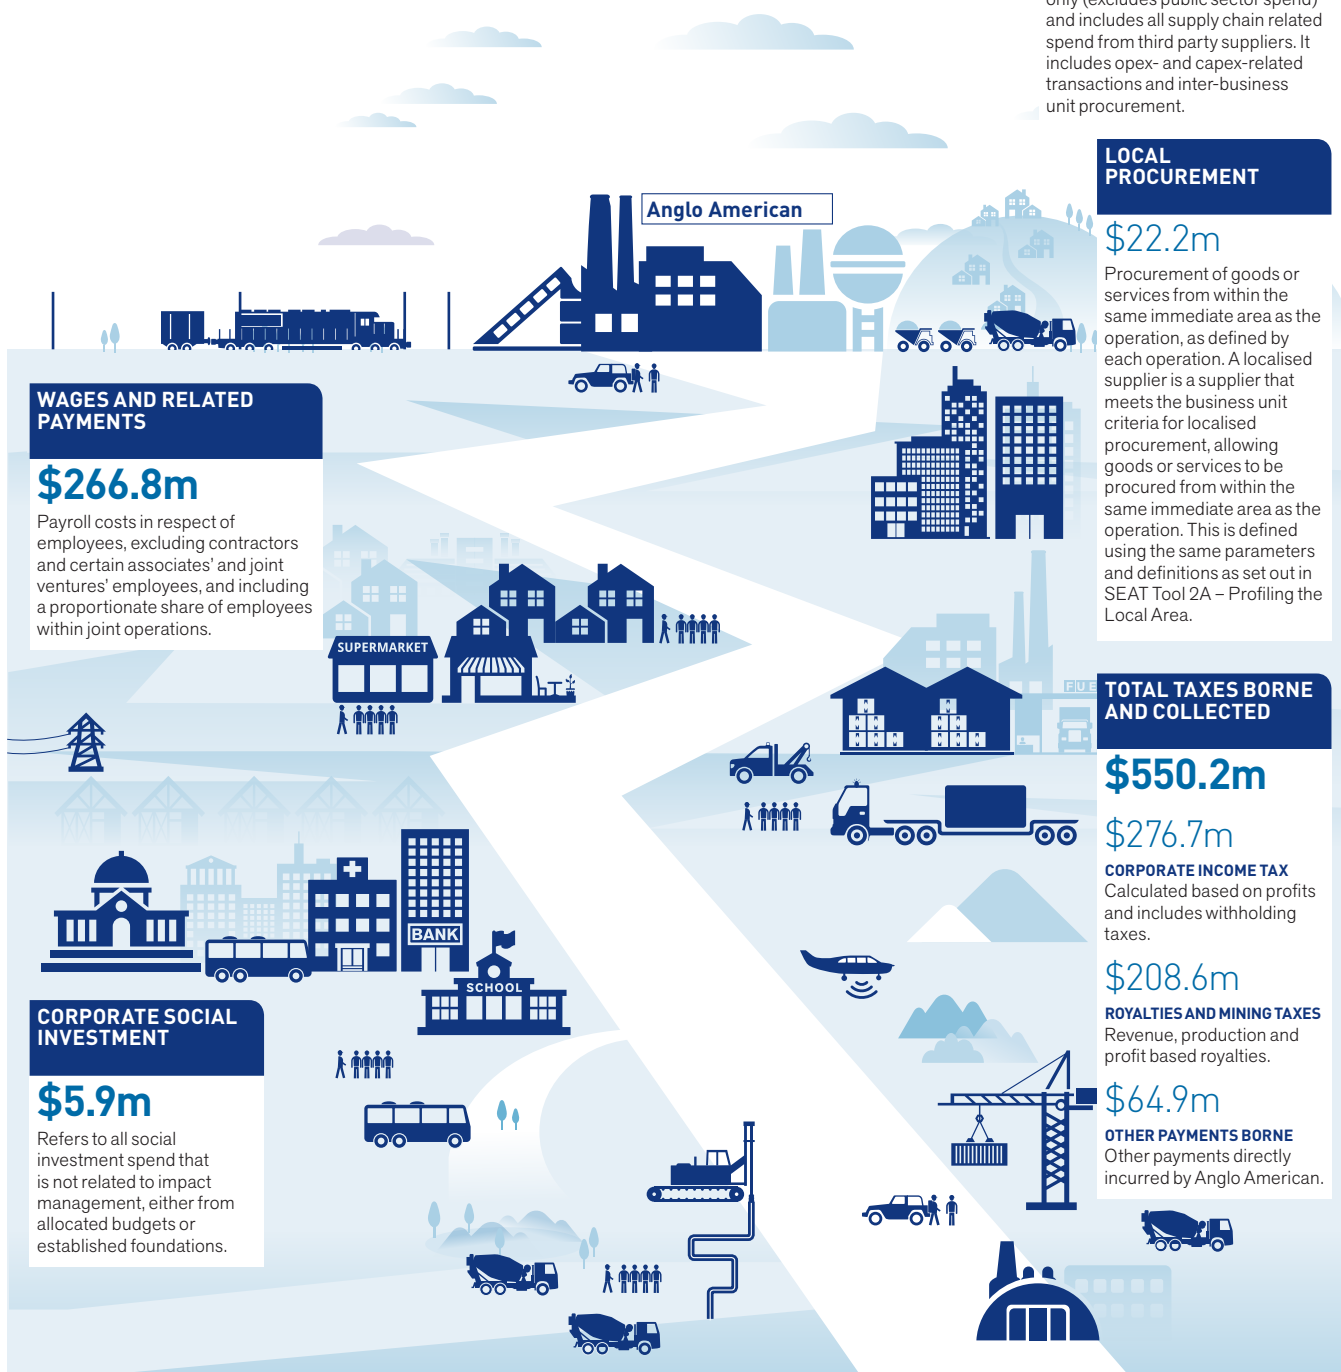 only (excludes public sector spend)
and includes all supply chain related
spend from third party suppliers. It
includes opex- and capex-related
transactions and inter-business
unit procurement.
LOCAL
PROCUREMENT
$22.2m
Procurement of goods or
services from within the
same immediate area as the
operation, as defined by
each operation. A localised
supplier is a supplier that
meets the business unit
criteria for localised
procurement, allowing
goods or services to be
procured from within the
same immediate area as the
operation. This is defined
using the same parameters
and definitions as set out in
SEAT Tool 2A – Profiling the
Local Area.
Anglo American
WAGES AND RELATED
PAYMENTS
$266.8m
Payroll costs in respect of
employees, excluding contractors
and certain associates’ and joint
ventures’ employees, and including
a proportionate share of employees
within joint operations.
SUPERMARKET
TOTAL TAXES BORNE
AND COLLECTED
$550.2m
$276.7m
CORPORATE INCOME TAX
Calculated based on profits
and includes withholding
taxes.
$208.6m
ROYALTIES AND MINING TAXES
Revenue, production and
profit based royalties.
$64.9m
OTHER PAYMENTS BORNE
Other payments directly
incurred by Anglo American.
BANK
SCHOOL
CORPORATE SOCIAL
INVESTMENT
$5.9m
Refers to all social
investment spend that
is not related to impact
management, either from
allocated budgets or
established foundations.